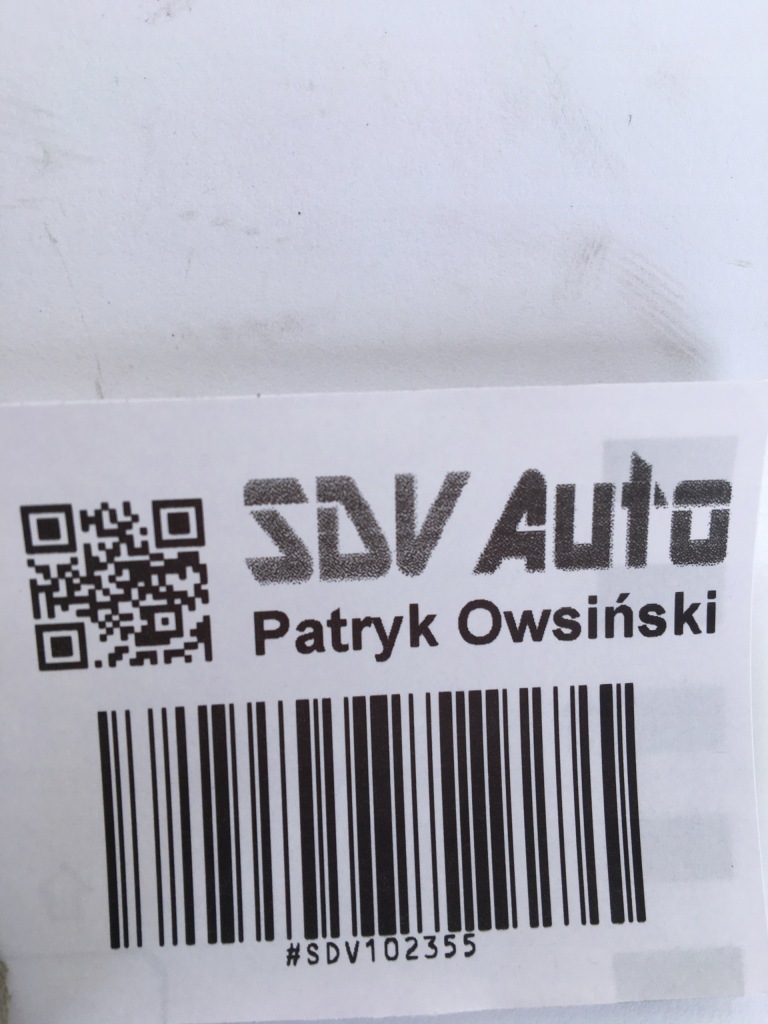 SDV Auto
Patryk Owsiński
#SDV102355